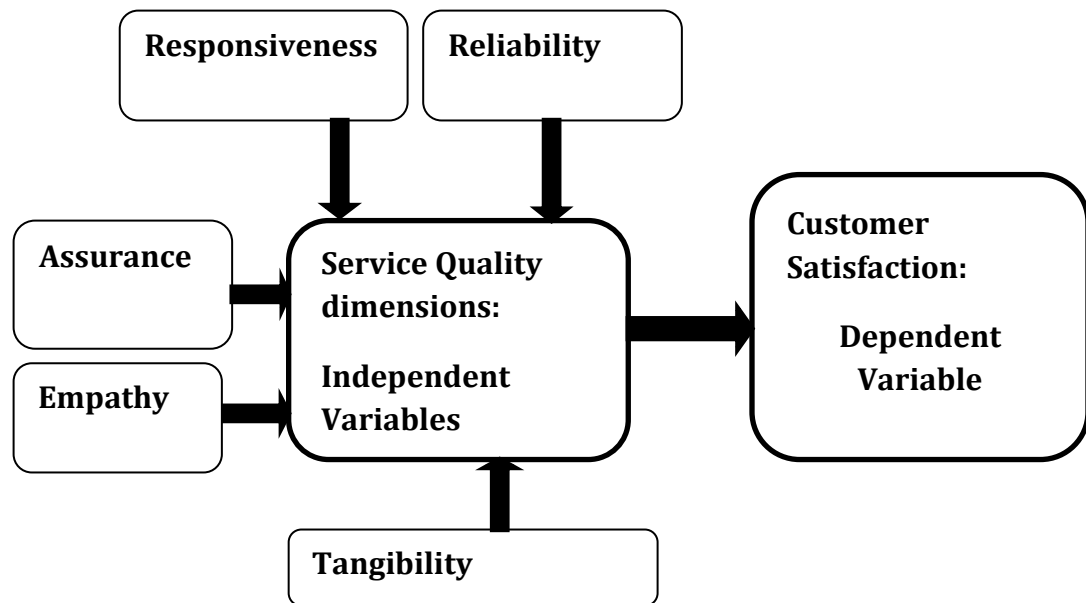 Responsiveness
Reliability
Assurance
Service Quality
dimensions:
Independent
Variables
Customer
Satisfaction:
Dependent
Variable
Empathy
Tangibility